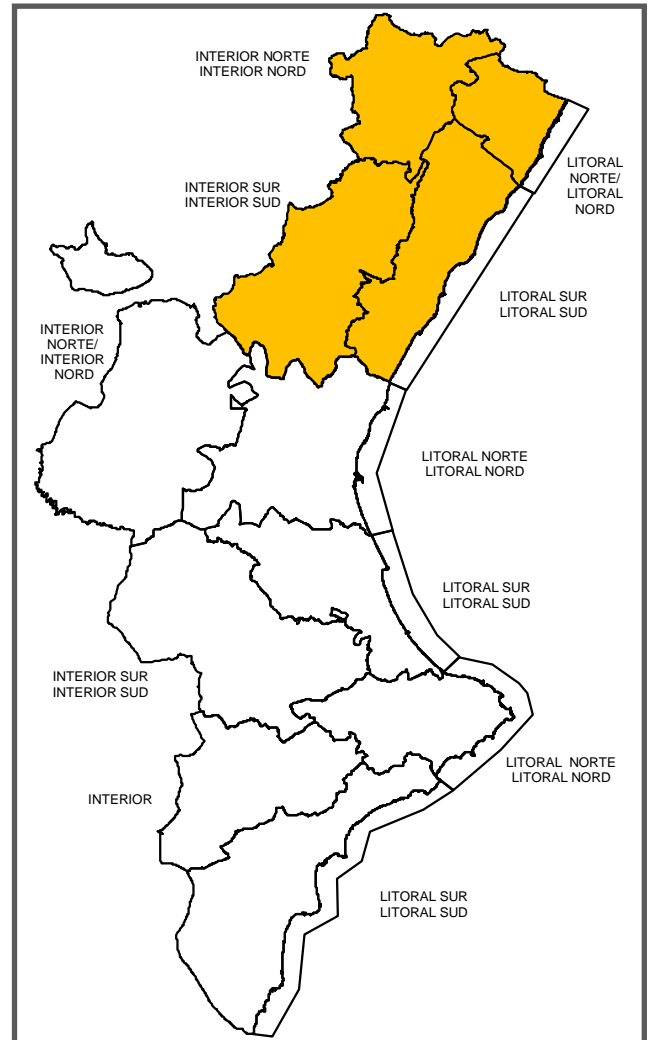 INTERIOR NORTE
INTERIOR NORD
LITORAL
NORTE/
LITORAL
NORD
INTERIOR SUR
INTERIOR SUD
LITORAL SUR
LITORAL SUD
INTERIOR
NORTE/
INTERIOR
NORD
LITORAL NORTE
LITORAL NORD
LITORAL SUR
LITORAL SUD
INTERIOR SUR
INTERIOR SUD
LITORAL NORTE
LITORAL NORD
INTERIOR
LITORAL SUR
LITORAL SUD